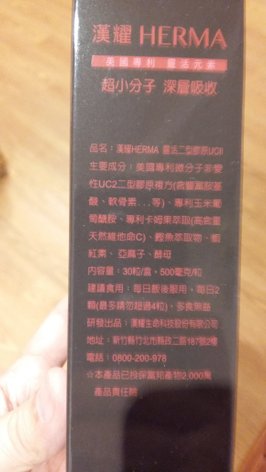 漢耀 HERMA
美國專利 靈活元素
超小分子 深層吸收
品名：漢耀HERMA 靈活二型膠原UCII
主要成分：美國專利微分子非變
性UC2二型膠原複方(含豐富胺基
酸、軟骨素...等)、專利玉米葡
萄醣胺、專利卡姆果萃取(高含量
天然維他命C)、鰹魚萃取物、蝦
紅素、亞麻子、酵母
內容量：30粒/盒，500毫克/粒
建議食用：每日飯後服用，每日2
顆(最多請勿超過4粒)，多食無益
研發出品：漢耀生命科技股份有限公司
地址：新竹縣竹北市縣政二路187號2樓
電話：0800-200-978
☆本產品已投保富邦產物2,000萬
產品責任險